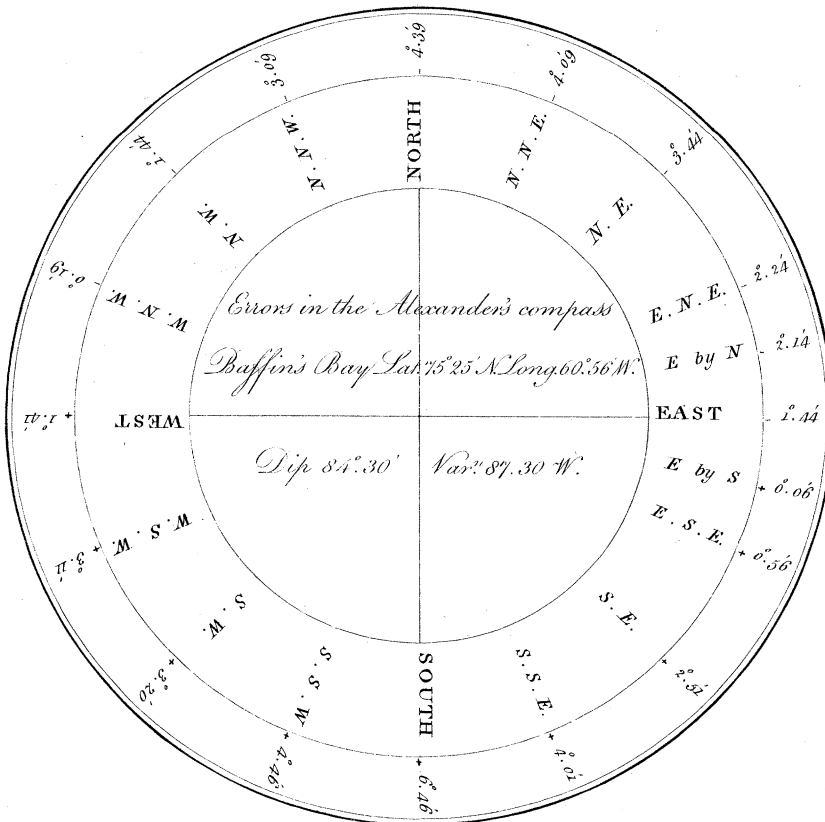 Errors in the Alexander's compass
Baffin's Bay Lat. 75° 25' N. Long. 60.° 56' W.
Dip 84°. 30' Var.n 87. 30 W.
NORTH - 4°.39'
N. N. E. - 4°.09'
N. E. - 3°.44'
E. N. E. - 2°.24'
E by N - 2°.14'
EAST - 1°.44'
E by S + 0°.06'
E. S. E. + 0°.56'
S. E. + 2°.51'
S. S. E. + 4°.01'
SOUTH + 6°.46'
S. S. W + 4°.46'
S. W. + 3°.20'
W. S. W. + 3°.11'
WEST + 1°.41'
W. N. W. - 0°.19'
N. W. - 1°.44'
N. N. W. - 3°.09'